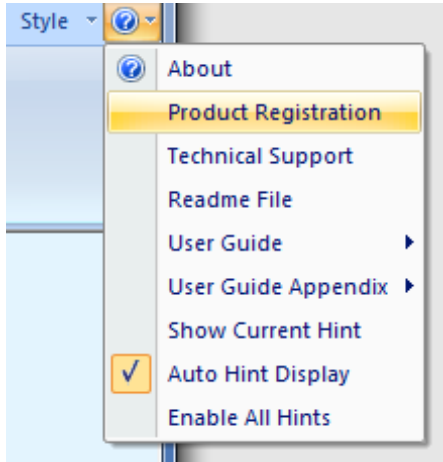 Style
About
Product Registration
Technical Support
Readme File
User Guide
User Guide Appendix
Show Current Hint
Auto Hint Display
Enable All Hints